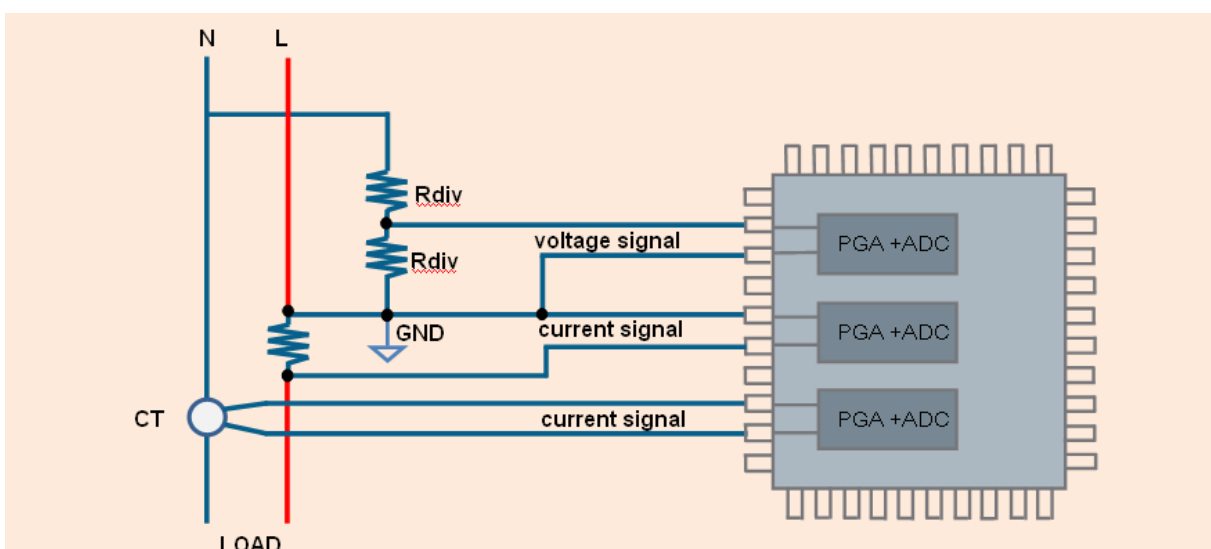 N L
Rdiv
voltage signal
PGA +ADC
Rdiv
GND
current signal
PGA +ADC
CT
current signal
PGA +ADC
LOAD